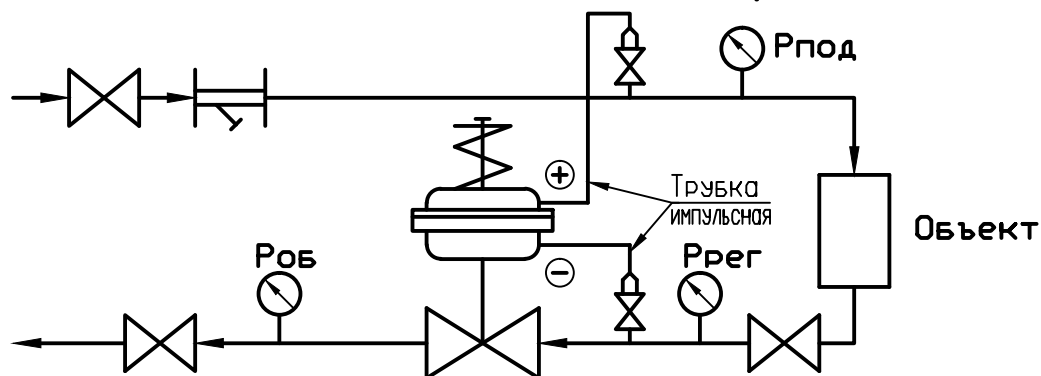 Рпод
+
Трубка
импульсная
Объект
−
Роб
Ррег